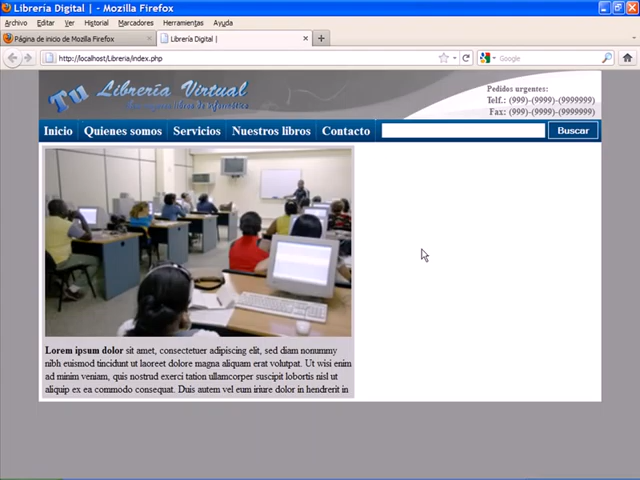 Librería Digital | - Mozilla Firefox
Archivo Editar Ver Historial Marcadores Herramientas Ayuda
Página de inicio de Mozilla Firefox
Librería Digital |
http://localhost/Libreria/index.php
Google
Tu Librería Virtual
libros de informática
Pedidos urgentes:
Telf.: (999)-(9999)-(9999999)
Fax: (999)-(9999)-(9999999)
Inicio Quienes somos Servicios Nuestros libros Contacto Buscar
Lorem ipsum dolor sit amet, consectetuer adipiscing elit, sed diam nonummy
nibh euismod tincidunt ut laoreet dolore magna aliquam erat volutpat. Ut wisi enim
ad minim veniam, quis nostrud exerci tation ullamcorper suscipit lobortis nisl ut
aliquip ex ea commodo consequat. Duis autem vel eum iriure dolor in hendrerit in